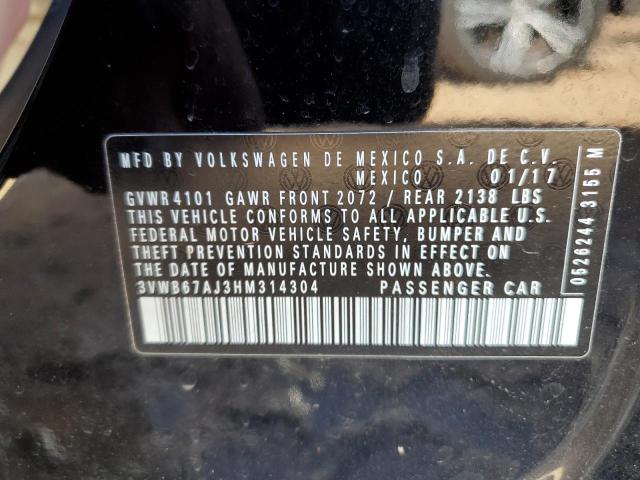 MFD BY VOLKSWAGEN DE MEXICO S.A. DE C.V.
MEXICO 01/17
GVWR 4101 GAWR FRONT 2072 / REAR 2138 LBS
THIS VEHICLE CONFORMS TO ALL APPLICABLE U.S.
FEDERAL MOTOR VEHICLE SAFETY, BUMPER AND
THEFT PREVENTION STANDARDS IN EFFECT ON
THE DATE OF MANUFACTURE SHOWN ABOVE.
3VWB67AJ3HM314304 PASSENGER CAR
0526244 3155 M